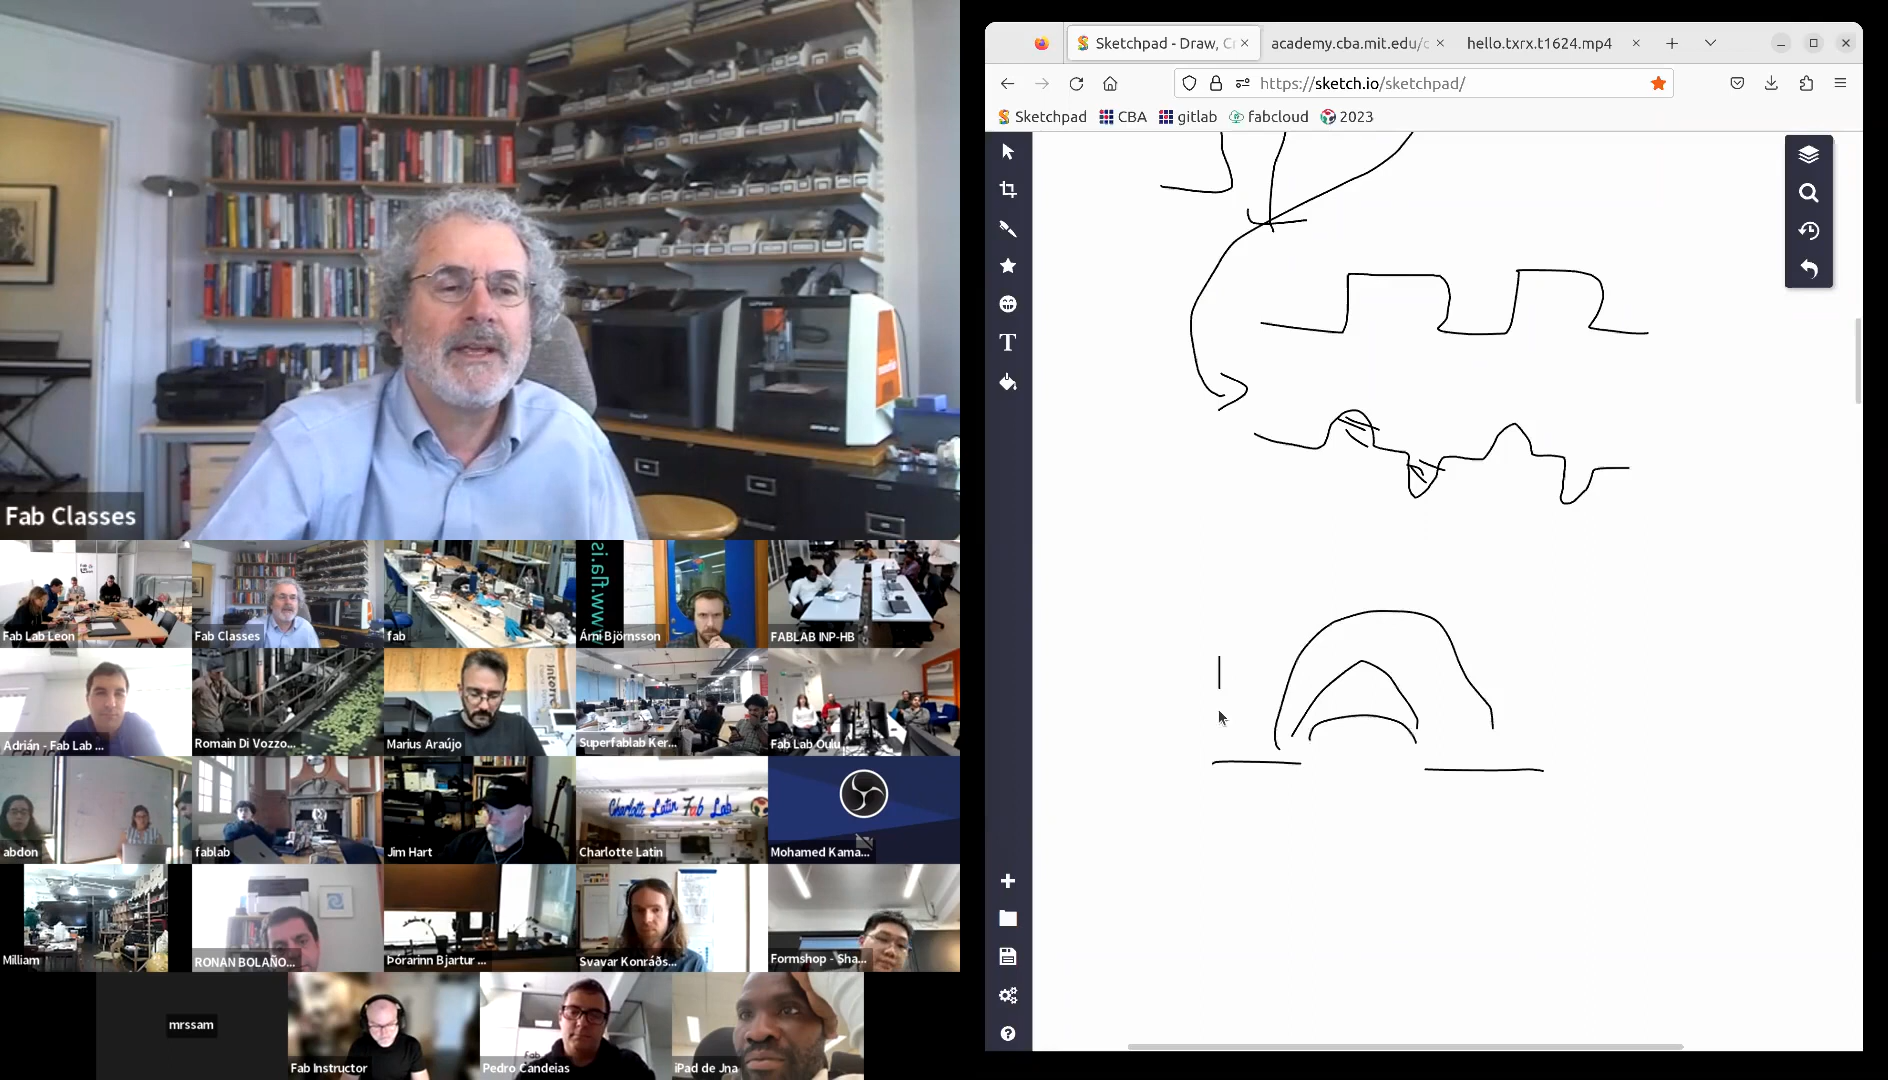 Fab Classes
Fab Lab Leon
Fab Classes
fab
www.fla.is
Árni Björnsson
FABLAB INP-HB
Adrián - Fab Lab ...
Romain Di Vozzo...
Marius Araújo
Superfablab Ker...
Fab Lab Oulu
abdon
fablab
Jim Hart
Charlotte Latin Fab Lab
Charlotte Latin
Mohamed Kama...
Milliam
RONAN BOLAÑO...
Þórarinn Bjartur ...
Svavar Konráðs...
Formshop - Sha...
mrssam
Fab Instructor
Pedro Candeias
iPad de Jna
Sketchpad - Draw, Cr
academy.cba.mit.edu/c
hello.txrx.t1624.mp4
https://sketch.io/sketchpad/
Sketchpad
CBA
gitlab
fabcloud
2023